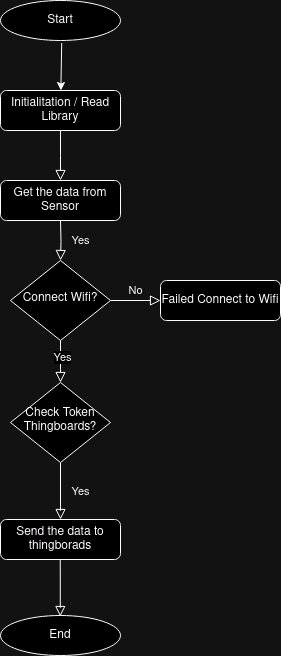 Start
Initialitation / Read
Library
Get the data from
Sensor
Yes
Connect Wifi?
No
Failed Connect to Wifi
Yes
Check Token
Thingboards?
Yes
Send the data to
thingborads
End